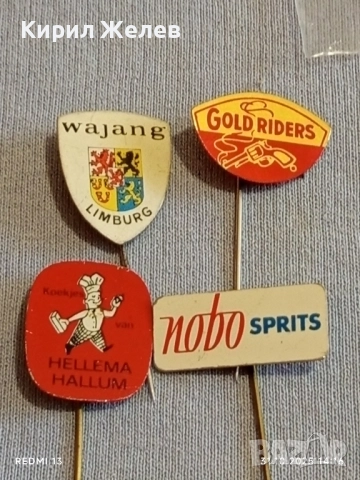 Кирил Желев
wajang
LIMBURG
GOLD RIDERS
Koekjes
van
HELLEMA
HALLUM
nobo SPRITS
REDMI 13